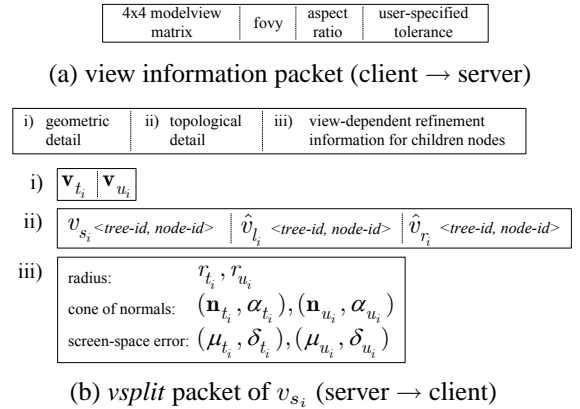 4x4 modelview matrix | fovy | aspect ratio | user-specified tolerance
(a) view information packet (client → server)
i) geometric detail | ii) topological detail | iii) view-dependent refinement information for children nodes
i) v_{t_i} v_{u_i}
ii) v_{s_i} <tree-id, node-id> v̂_{l_i} <tree-id, node-id> v̂_{r_i} <tree-id, node-id>
iii) radius: r_{t_i}, r_{u_i}
cone of normals: (n_{t_i}, α_{t_i}), (n_{u_i}, α_{u_i})
screen-space error: (μ_{t_i}, δ_{t_i}), (μ_{u_i}, δ_{u_i})
(b) vsplit packet of v_{s_i} (server → client)